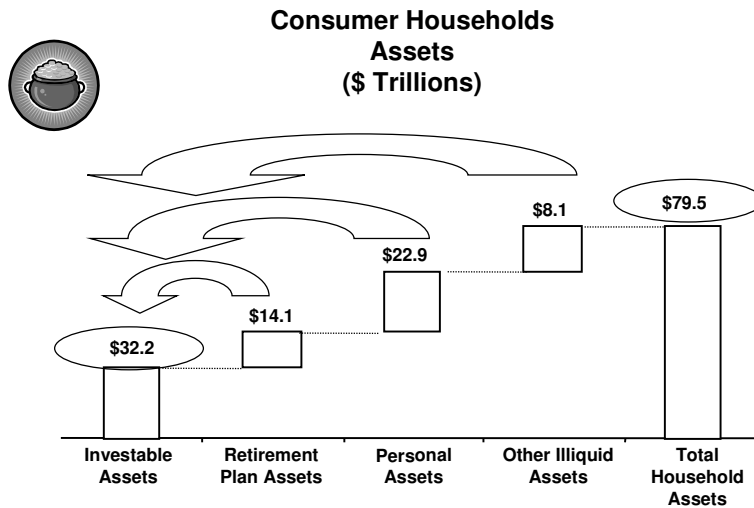 Consumer Households
Assets
($ Trillions)
$8.1
$79.5
$22.9
$14.1
$32.2
Investable
Assets
Retirement
Plan Assets
Personal
Assets
Other Illiquid
Assets
Total
Household
Assets